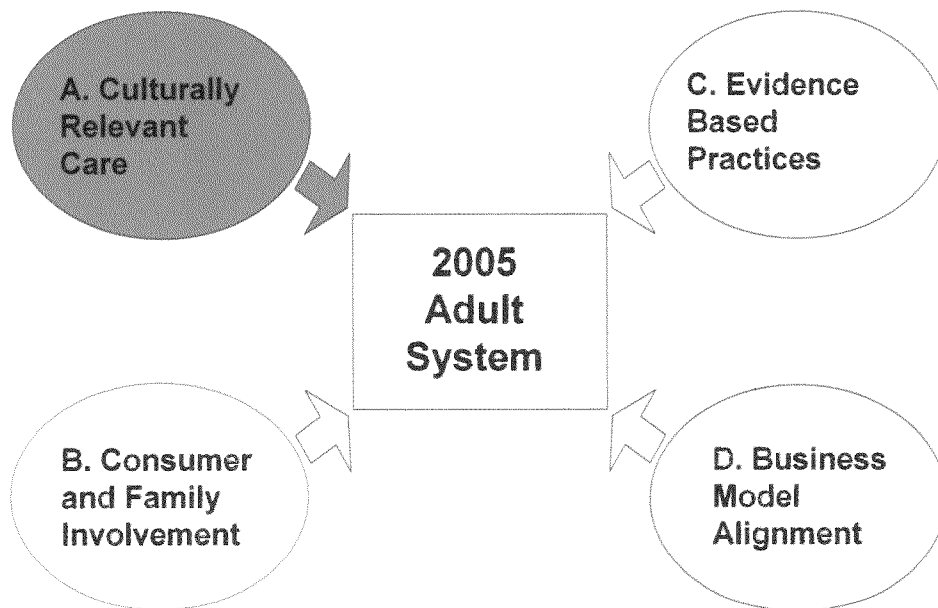 A. Culturally
Relevant
Care
C. Evidence
Based
Practices
2005
Adult
System
B. Consumer
and Family
Involvement
D. Business
Model
Alignment